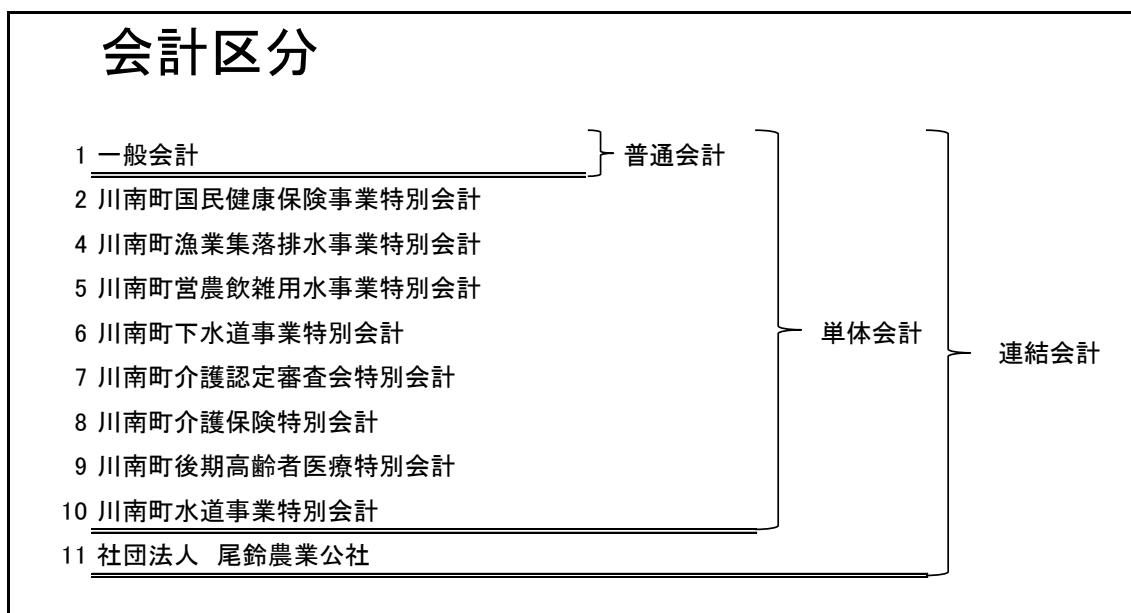 会計区分
1 一般会計
普通会計
2 川南町国民健康保険事業特別会計
4 川南町漁業集落排水事業特別会計
5 川南町営農飲雑用水事業特別会計
6 川南町下水道事業特別会計
単体会計
連結会計
7 川南町介護認定審査会特別会計
8 川南町介護保険特別会計
9 川南町後期高齢者医療特別会計
10 川南町水道事業特別会計
11 社団法人　尾鈴農業公社